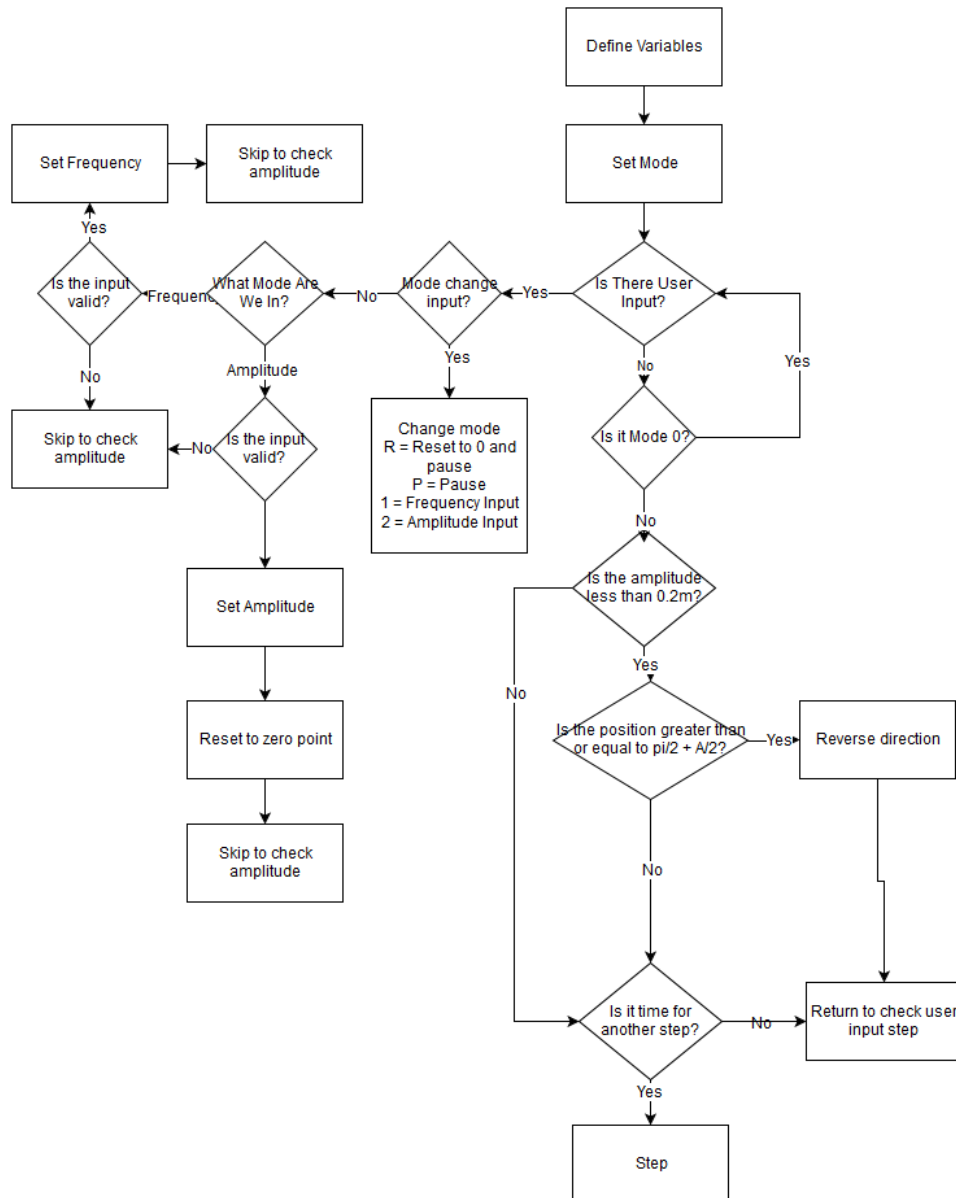 Define Variables
Set Mode
Set Frequency
Skip to check
amplitude
Yes
Is the input
valid?
Frequency
What Mode Are
We In?
No
Mode change
input?
Yes
Is There User
Input?
No
Amplitude
Yes
No
Yes
Skip to check
amplitude
No
Is the input
valid?
Change mode
R = Reset to 0 and
pause
P = Pause
1 = Frequency Input
2 = Amplitude Input
Is it Mode 0?
No
Is the amplitude
less than 0.2m?
Set Amplitude
Yes
No
Reset to zero point
Is the position greater than
or equal to pi/2 + A/2?
Yes
Reverse direction
Skip to check
amplitude
No
Is it time for
another step?
No
Return to check user
input step
Yes
Step